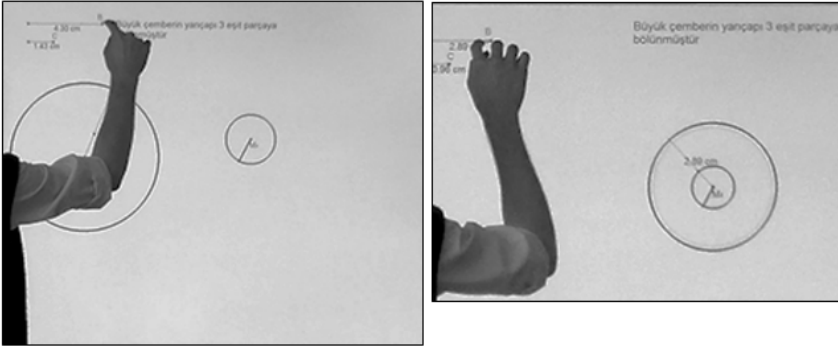 B
Büyük çemberin yarıçapı 3 eşit parçaya
4.30 cm
C
bölünmüştür
1.43 cm
Büyük çemberin yarıçapı 3 eşit parçaya
bölünmüştür
B
2.89
C
0.96 cm
2.89 cm